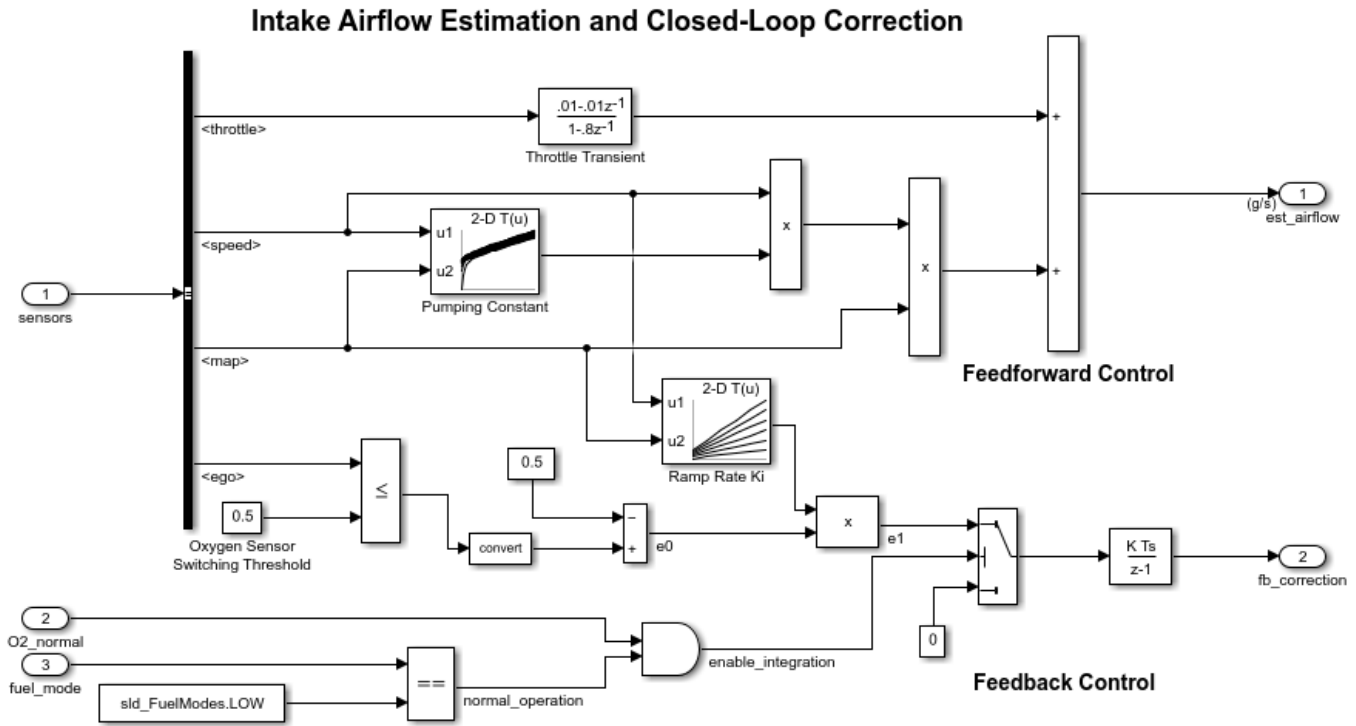 Intake Airflow Estimation and Closed-Loop Correction
.01-.01z-1
1-.8z-1
Throttle Transient
<throttle>
+
2-D T(u)
u1
u2
Pumping Constant
<speed>
x
x
+
1
(g/s)
est_airflow
1
sensors
<map>
Feedforward Control
2-D T(u)
u1
u2
Ramp Rate Ki
<ego>
≤
0.5
Oxygen Sensor
Switching Threshold
0.5
convert
−
+
e0
x
e1
K Ts
z-1
2
fb_correction
0
2
O2_normal
3
fuel_mode
sld_FuelModes.LOW
==
normal_operation
enable_integration
Feedback Control